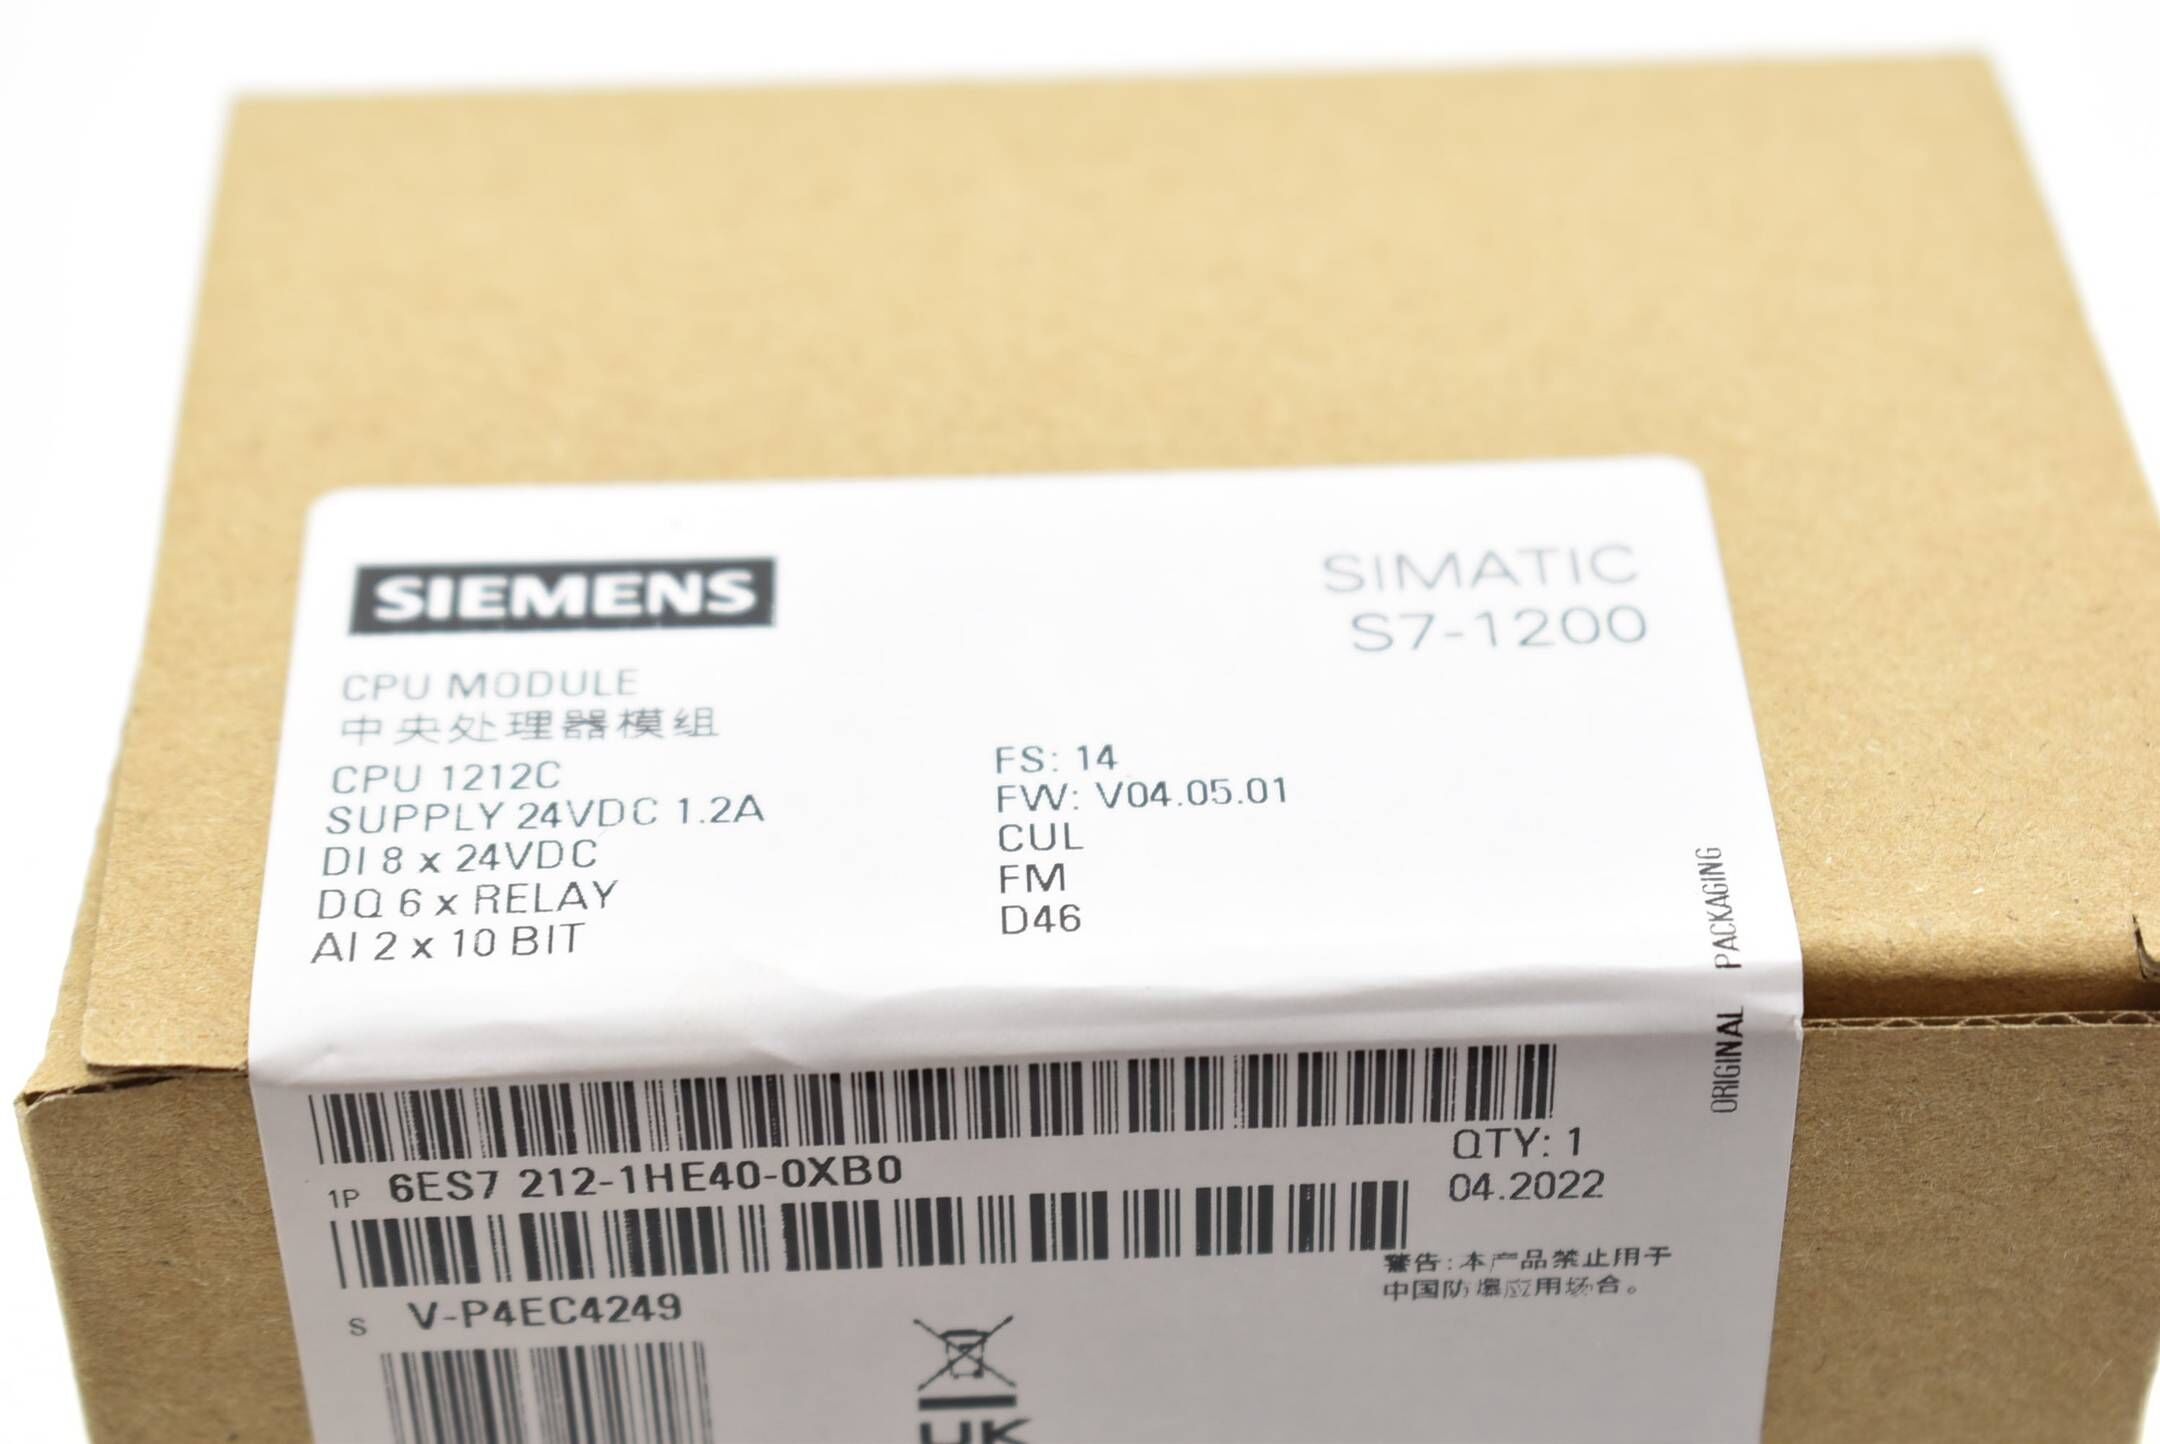 SIEMENS
SIMATIC
S7-1200
CPU MODULE
中央处理器模组
CPU 1212C
SUPPLY 24VDC 1.2A
DI 8 x 24VDC
DQ 6 x RELAY
AI 2 x 10 BIT
FS: 14
FW: V04.05.01
CUL
FM
D46
ORIGINAL PACKAGING
1P 6ES7 212-1HE40-0XB0
QTY: 1
04.2022
S V-P4EC4249
警告:本产品禁止用于
中国防爆应用场合。
UK